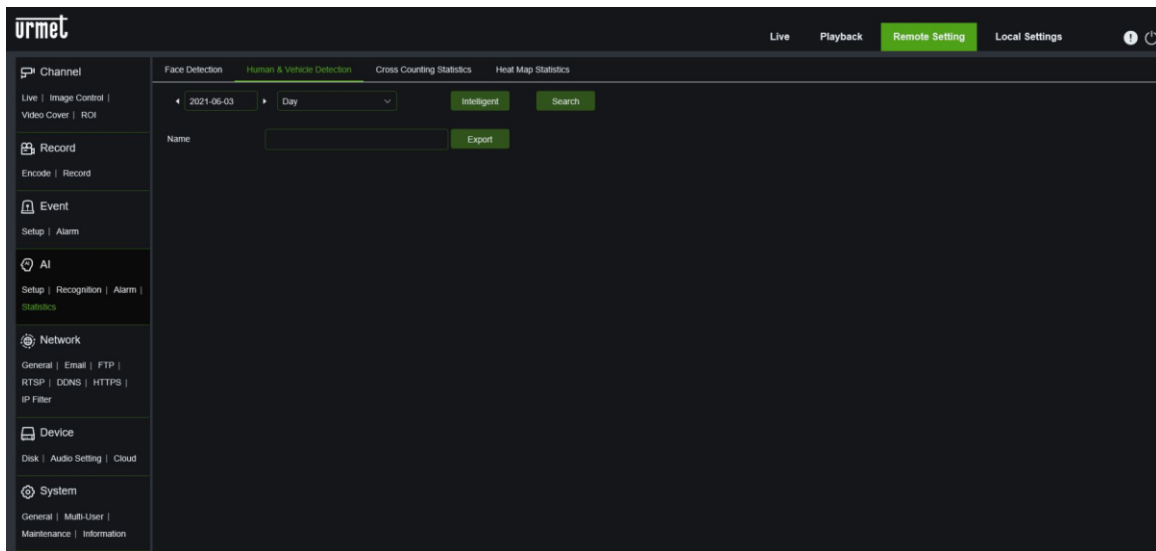 urmet
Live Playback Remote Setting Local Settings
Channel
Live | Image Control |
Video Cover | ROI
Record
Encode | Record
Event
Setup | Alarm
AI
Setup | Recognition | Alarm |
Statistics
Network
General | Email | FTP |
RTSP | DDNS | HTTPS |
IP Filter
Device
Disk | Audio Setting | Cloud
System
General | Multi-User |
Maintenance | Information
Face Detection Human & Vehicle Detection Cross Counting Statistics Heat Map Statistics
2021-06-03 Day Intelligent Search
Name Export